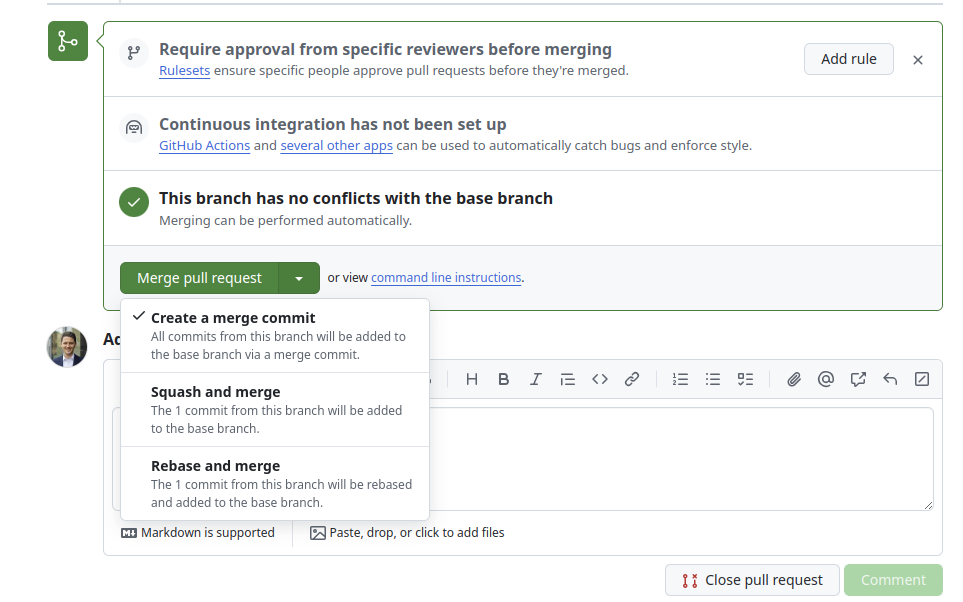 Require approval from specific reviewers before merging
Rulesets ensure specific people approve pull requests before they're merged.
Add rule
Continuous integration has not been set up
GitHub Actions and several other apps can be used to automatically catch bugs and enforce style.
This branch has no conflicts with the base branch
Merging can be performed automatically.
Merge pull request
or view command line instructions.
Create a merge commit
All commits from this branch will be added to
the base branch via a merge commit.
Squash and merge
The 1 commit from this branch will be added
to the base branch.
Rebase and merge
The 1 commit from this branch will be rebased
and added to the base branch.
Markdown is supported
Paste, drop, or click to add files
Close pull request
Comment